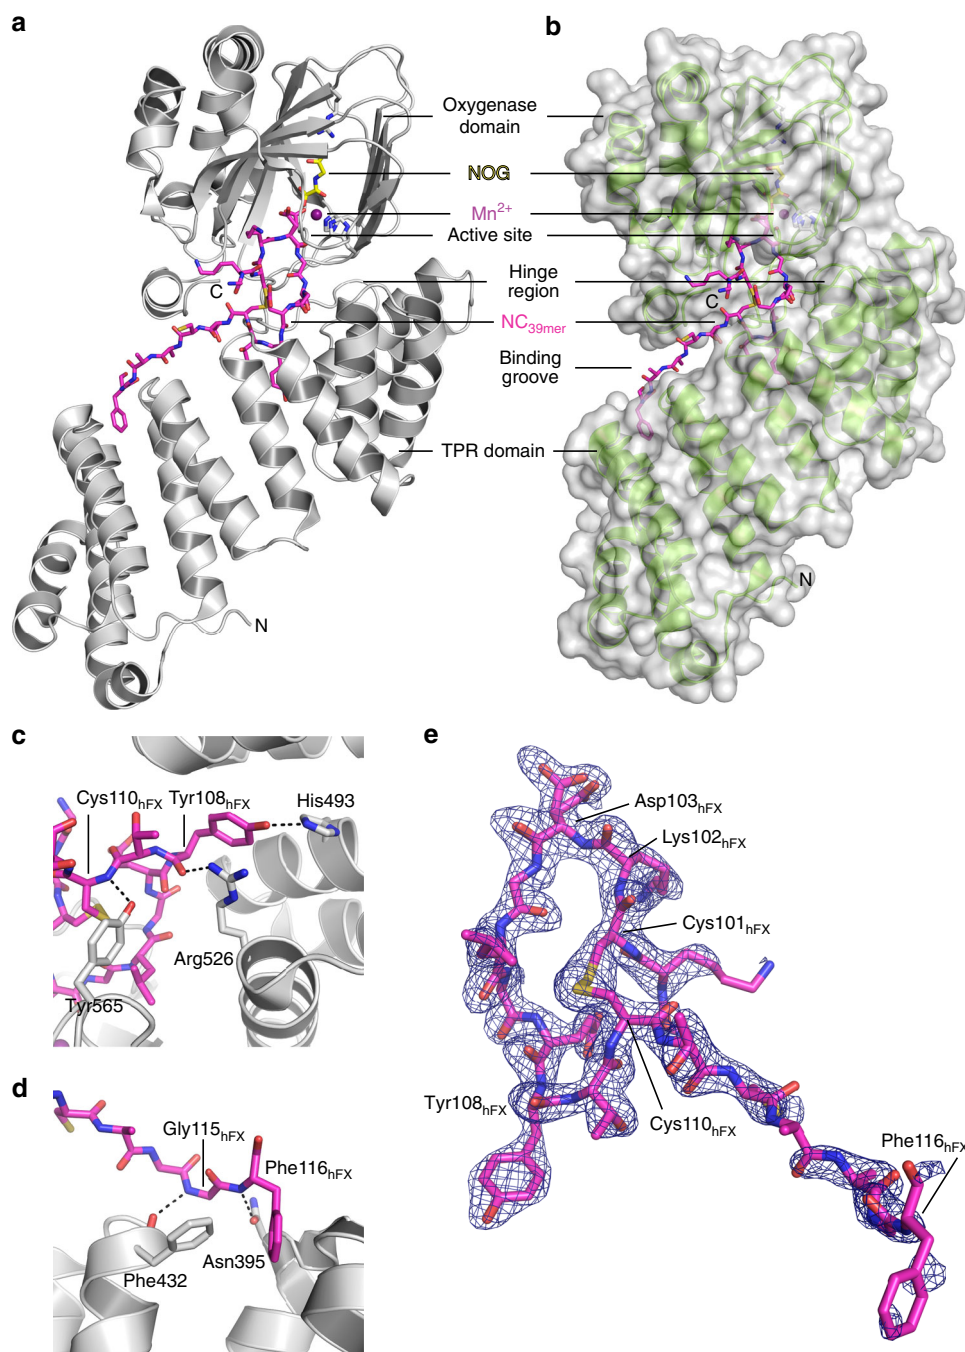 a
b
Oxygenase
domain
NOG
Mn²⁺
Active site
Hinge
region
C
C
NC₃₉ₘₑᵣ
Binding
groove
TPR domain
N
N
c
Cys110hFX
Tyr108hFX
His493
Arg526
Tyr565
d
Gly115hFX
Phe116hFX
Asn395
Phe432
e
Asp103hFX
Lys102hFX
Cys101hFX
Tyr108hFX
Cys110hFX
Phe116hFX